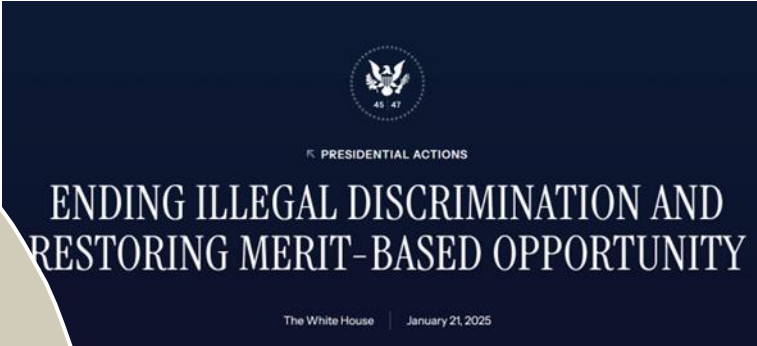 45 47
PRESIDENTIAL ACTIONS
ENDING ILLEGAL DISCRIMINATION AND
RESTORING MERIT-BASED OPPORTUNITY
The White House
January 21, 2025